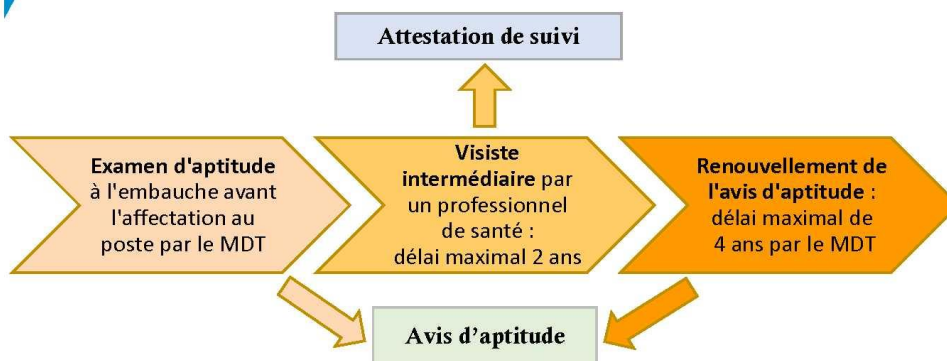 Attestation de suivi
Examen d'aptitude
à l'embauche avant
l'affectation au
poste par le MDT
Visiste
intermédiaire par
un professionnel
de santé :
délai maximal 2 ans
Renouvellement de
l'avis d'aptitude :
délai maximal de
4 ans par le MDT
Avis d'aptitude